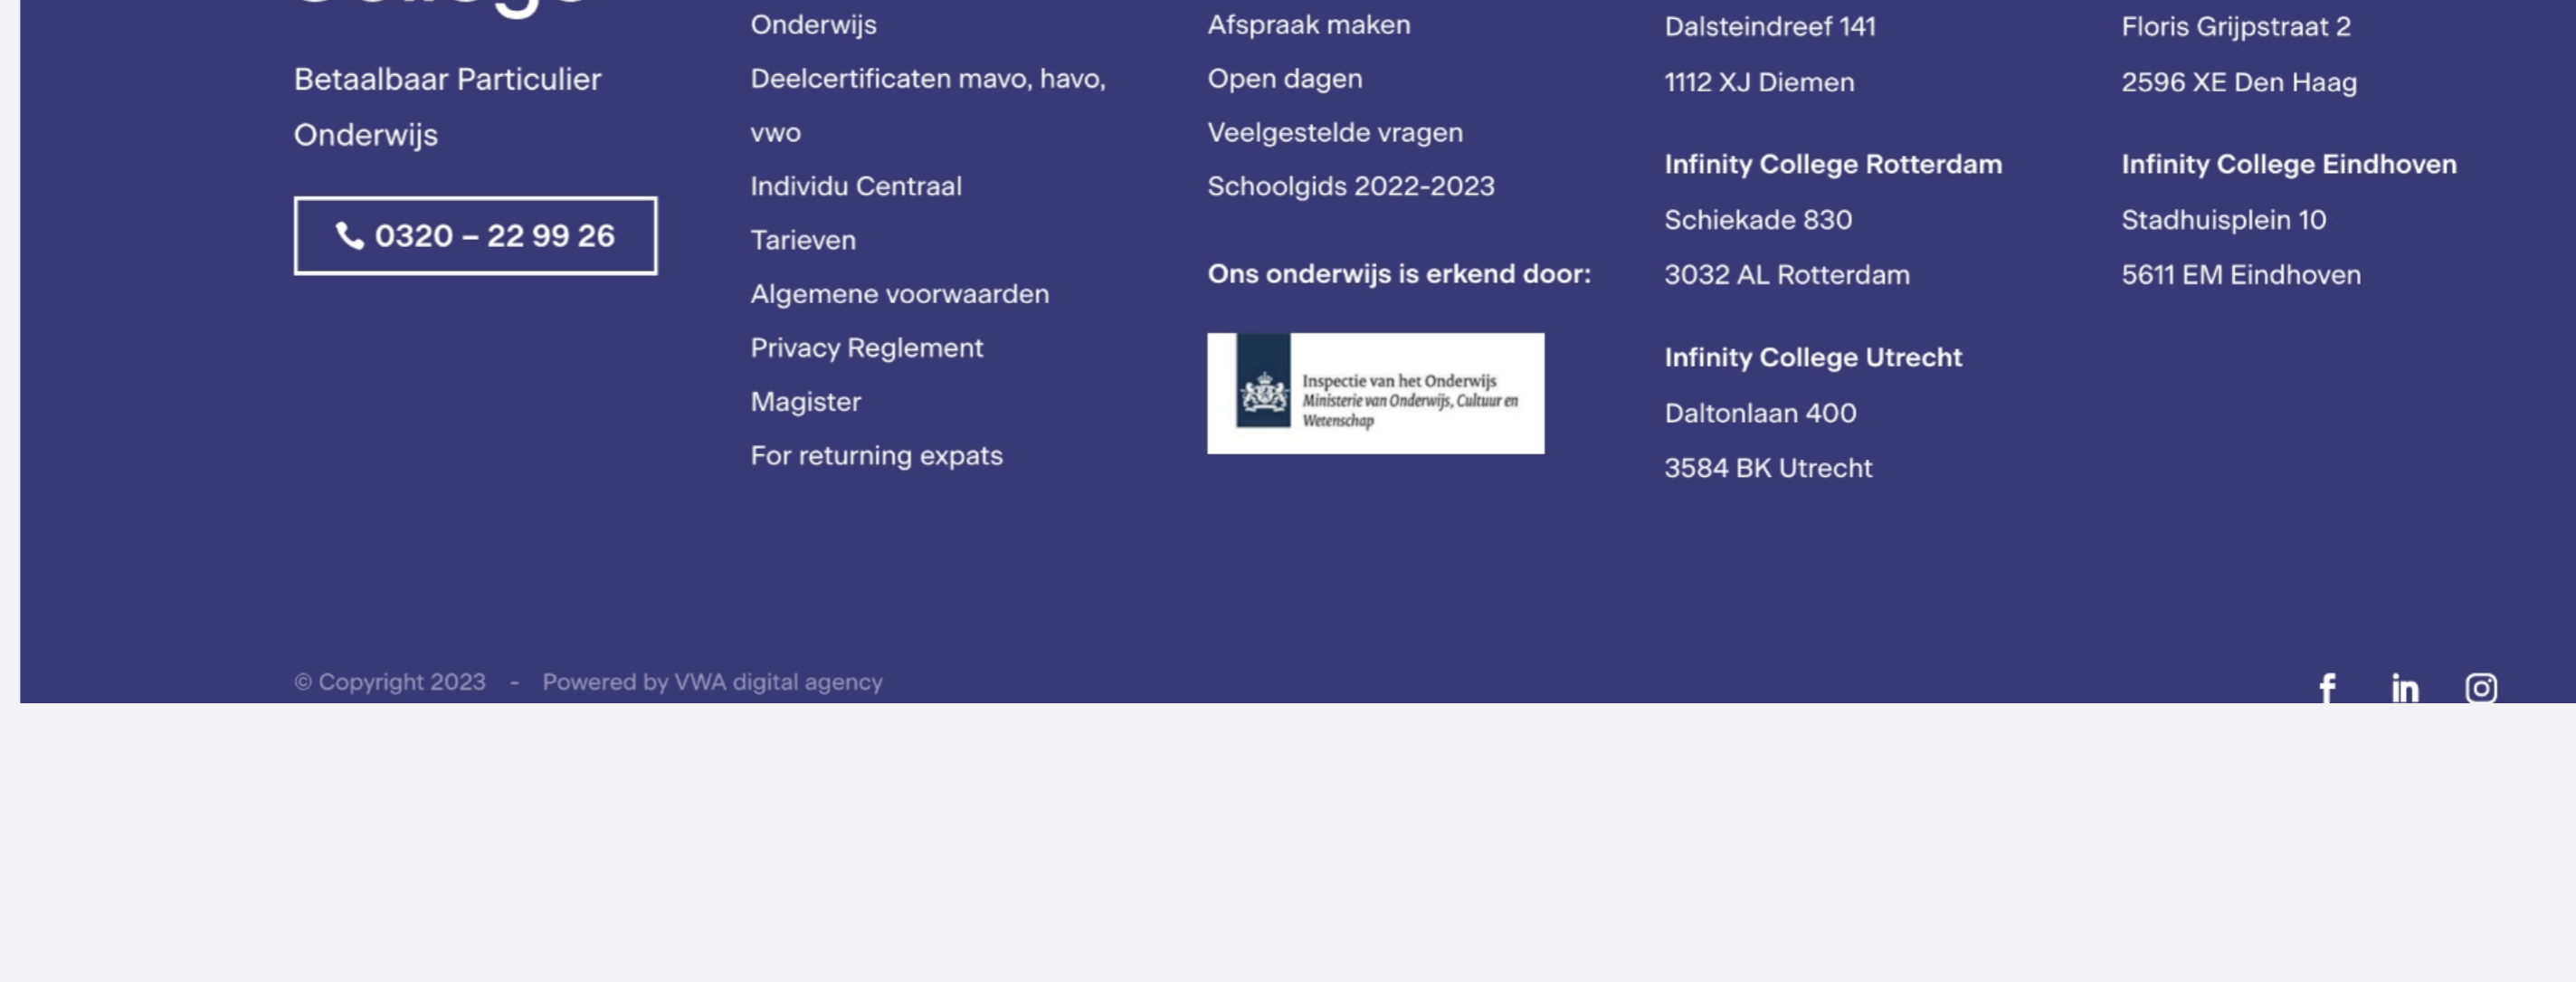 Betaalbaar Particulier
Onderwijs
0320 – 22 99 26
Onderwijs
Deelcertificaten mavo, havo,
vwo
Individu Centraal
Tarieven
Algemene voorwaarden
Privacy Reglement
Magister
For returning expats
Afspraak maken
Open dagen
Veelgestelde vragen
Schoolgids 2022-2023
Ons onderwijs is erkend door:
Inspectie van het Onderwijs
Ministerie van Onderwijs, Cultuur en
Wetenschap
Dalsteindreef 141
1112 XJ Diemen
Infinity College Rotterdam
Schiekade 830
3032 AL Rotterdam
Infinity College Utrecht
Daltonlaan 400
3584 BK Utrecht
Floris Grijpstraat 2
2596 XE Den Haag
Infinity College Eindhoven
Stadhuisplein 10
5611 EM Eindhoven
© Copyright 2023 - Powered by VWA digital agency